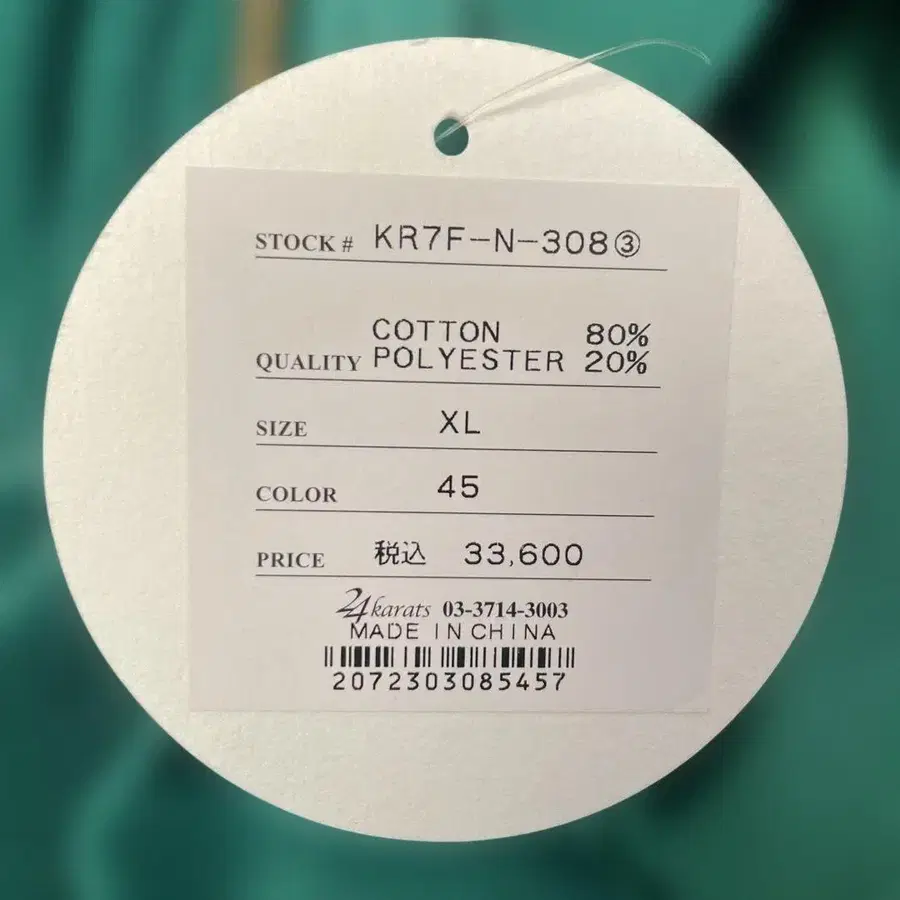 STOCK # KR7F-N-308③
COTTON 80%
QUALITY POLYESTER 20%
SIZE XL
COLOR 45
PRICE 税込 33,600
24karats 03-3714-3003
MADE IN CHINA
2072303085457